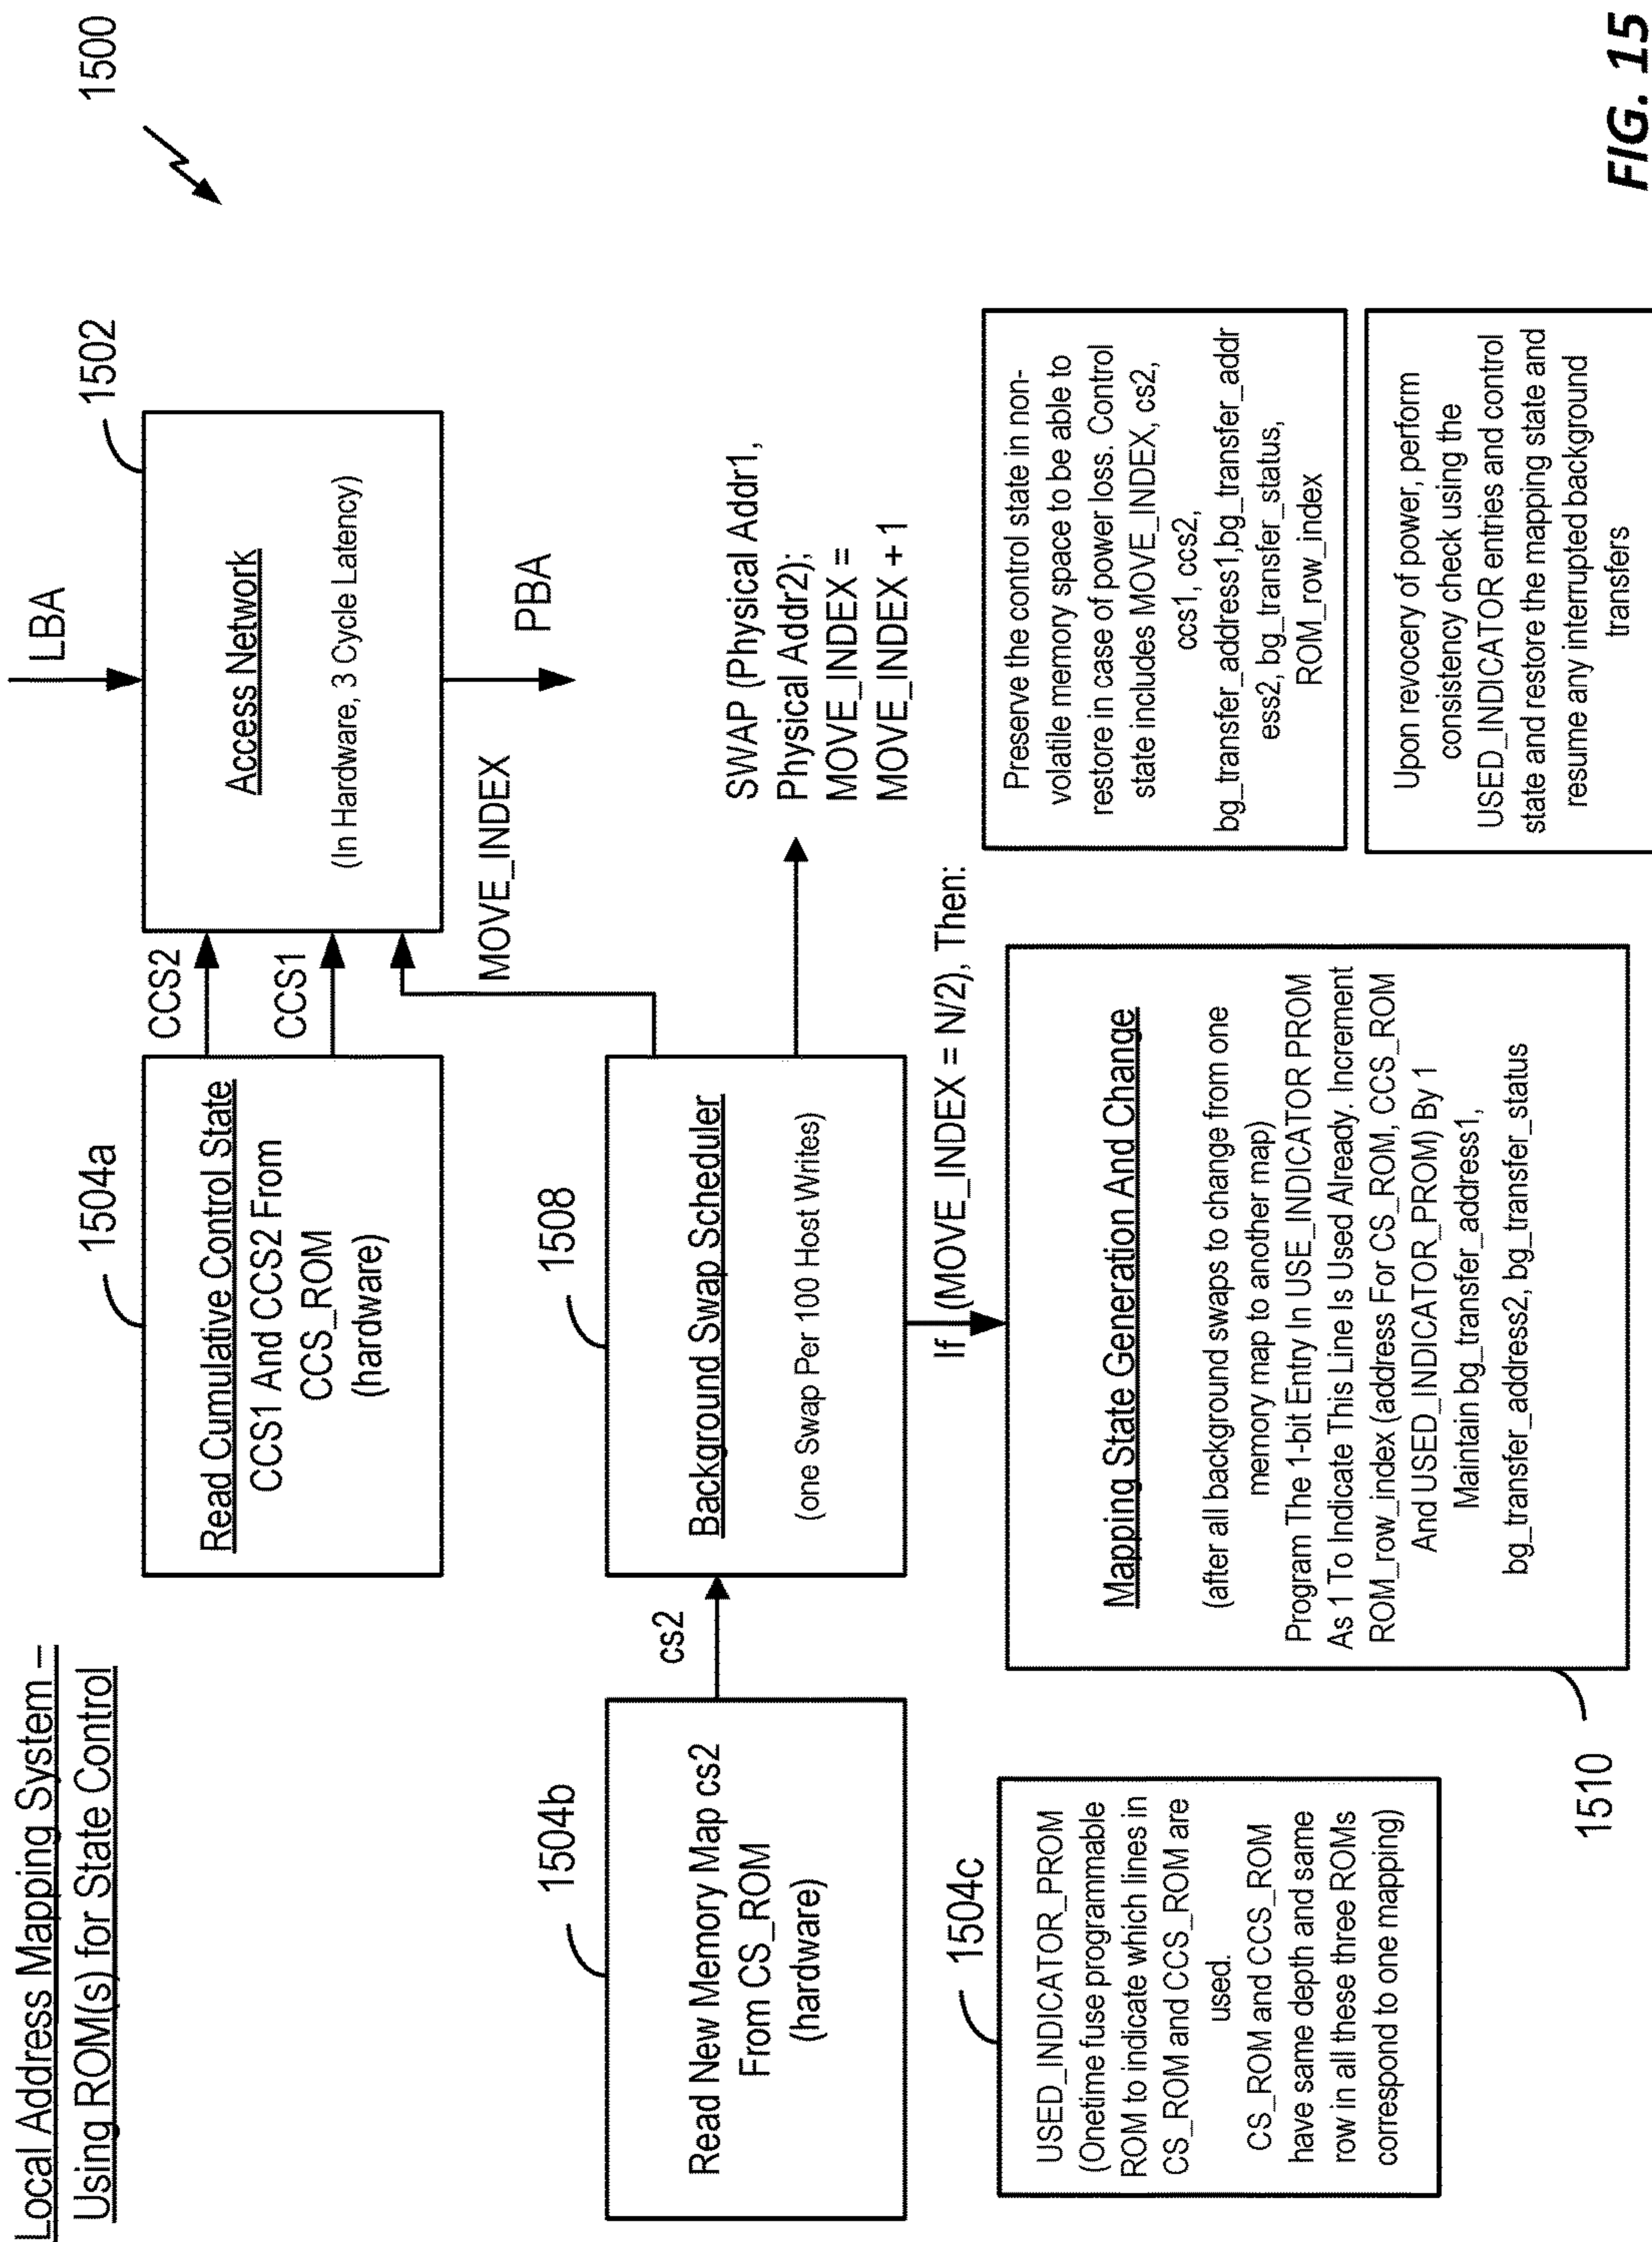 Local Address Mapping System –
Using ROM(s) for State Control
1500
1504a
Read Cumulative Control State
CCS1 And CCS2 From
CCS_ROM
(hardware)
CCS2
CCS1
LBA
1502
Access Network
(In Hardware, 3 Cycle Latency)
PBA
MOVE_INDEX
1504b
Read New Memory Map cs2
From CS_ROM
(hardware)
cs2
1508
Background Swap Scheduler
(one Swap Per 100 Host Writes)
SWAP (Physical Addr1,
Physical Addr2);
MOVE_INDEX =
MOVE_INDEX + 1
If (MOVE_INDEX = N/2), Then:
1504c
USED_INDICATOR_PROM
(Onetime fuse programmable
ROM to indicate which lines in
CS_ROM and CCS_ROM are
used.
CS_ROM and CCS_ROM
have same depth and same
row in all these three ROMs
correspond to one mapping)
Mapping State Generation And Change
(after all background swaps to change from one
memory map to another map)
Program The 1-bit Entry In USE_INDICATOR PROM
As 1 To Indicate This Line Is Used Already. Increment
ROM_row_index (address For CS_ROM, CCS_ROM
And USED_INDICATOR_PROM) By 1
Maintain bg_transfer_address1,
bg_transfer_address2, bg_transfer_status
1510
Preserve the control state in non-
volatile memory space to be able to
restore in case of power loss. Control
state includes MOVE_INDEX, cs2,
ccs1, ccs2,
bg_transfer_address1,bg_transfer_addr
ess2, bg_transfer_status,
ROM_row_index
Upon revocery of power, perform
consistency check using the
USED_INDICATOR entries and control
state and restore the mapping state and
resume any interrupted background
transfers
FIG. 15